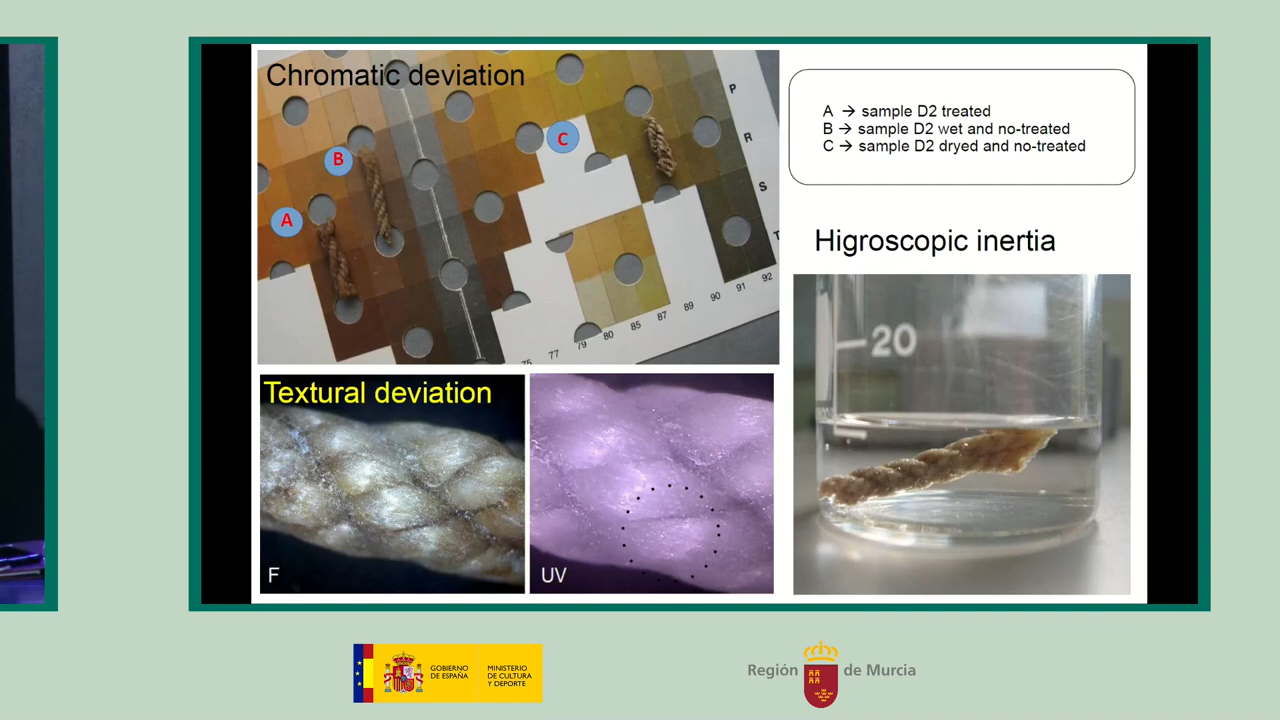 Chromatic deviation
A
B
C
P
R
S
T
75
77
79
80
85
87
89
90
91
92
A → sample D2 treated
B → sample D2 wet and no-treated
C → sample D2 dryed and no-treated
Higroscopic inertia
20
Textural deviation
F
UV
GOBIERNO
DE ESPAÑA
MINISTERIO
DE CULTURA
Y DEPORTE
Región de Murcia